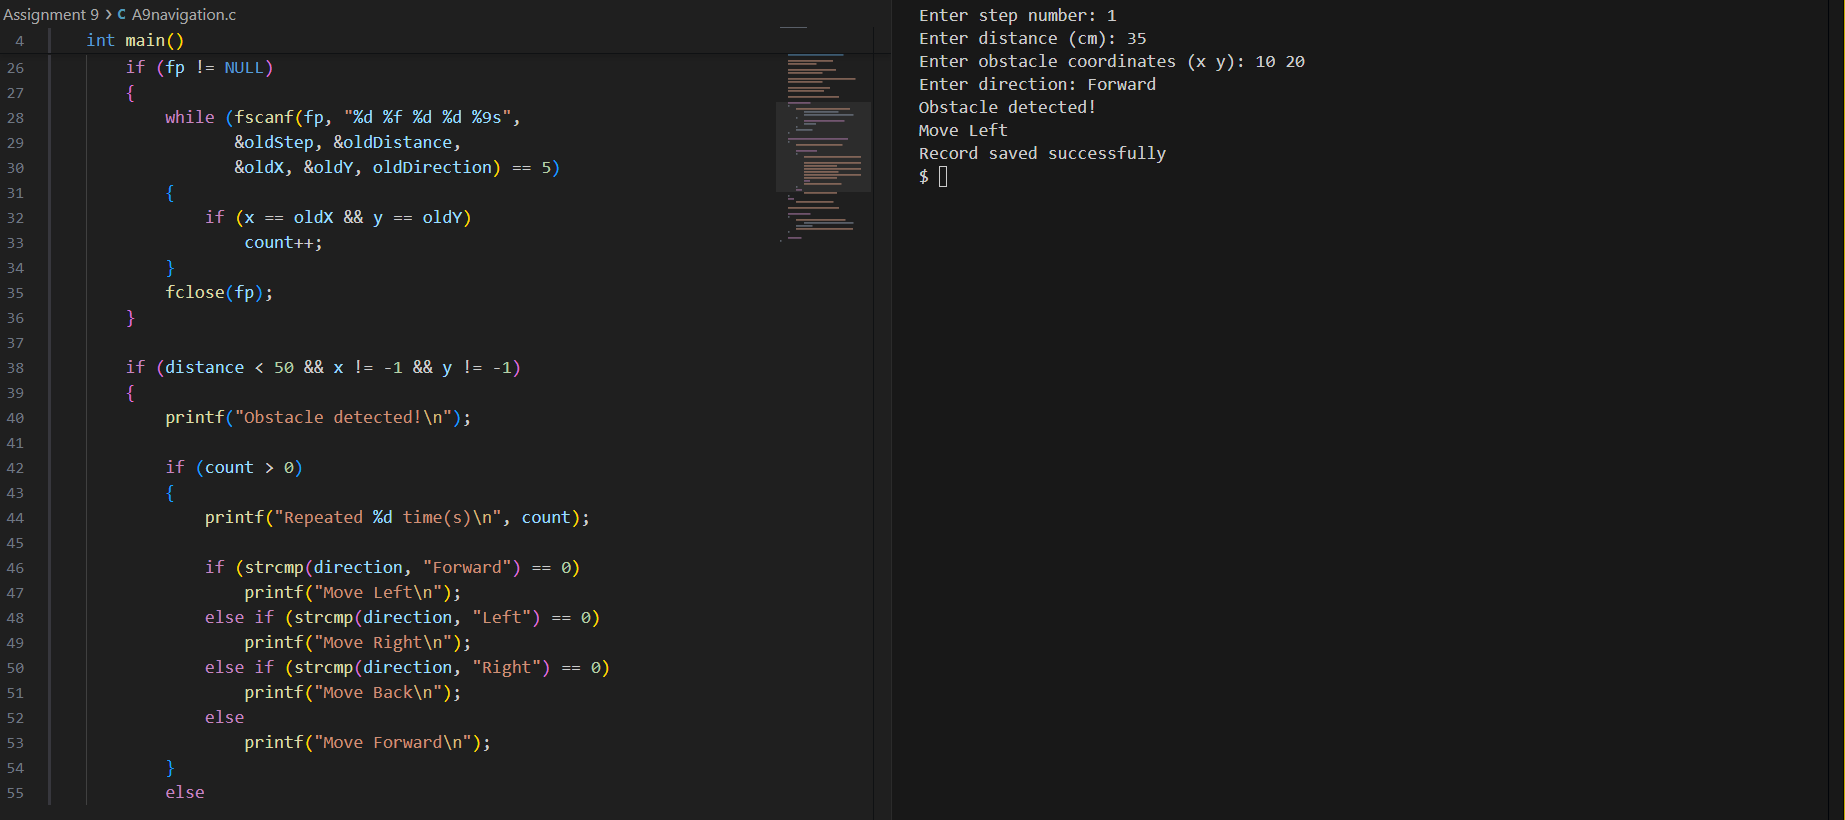 Assignment 9 > C A9navigation.c
4 int main()
26 if (fp != NULL)
27 {
28 while (fscanf(fp, "%d %f %d %d %9s",
29 &oldStep, &oldDistance,
30 &oldX, &oldY, oldDirection) == 5)
31 {
32 if (x == oldX && y == oldY)
33 count++;
34 }
35 fclose(fp);
36 }
37
38 if (distance < 50 && x != -1 && y != -1)
39 {
40 printf("Obstacle detected!\n");
41
42 if (count > 0)
43 {
44 printf("Repeated %d time(s)\n", count);
45
46 if (strcmp(direction, "Forward") == 0)
47 printf("Move Left\n");
48 else if (strcmp(direction, "Left") == 0)
49 printf("Move Right\n");
50 else if (strcmp(direction, "Right") == 0)
51 printf("Move Back\n");
52 else
53 printf("Move Forward\n");
54 }
55 else
Enter step number: 1
Enter distance (cm): 35
Enter obstacle coordinates (x y): 10 20
Enter direction: Forward
Obstacle detected!
Move Left
Record saved successfully
$